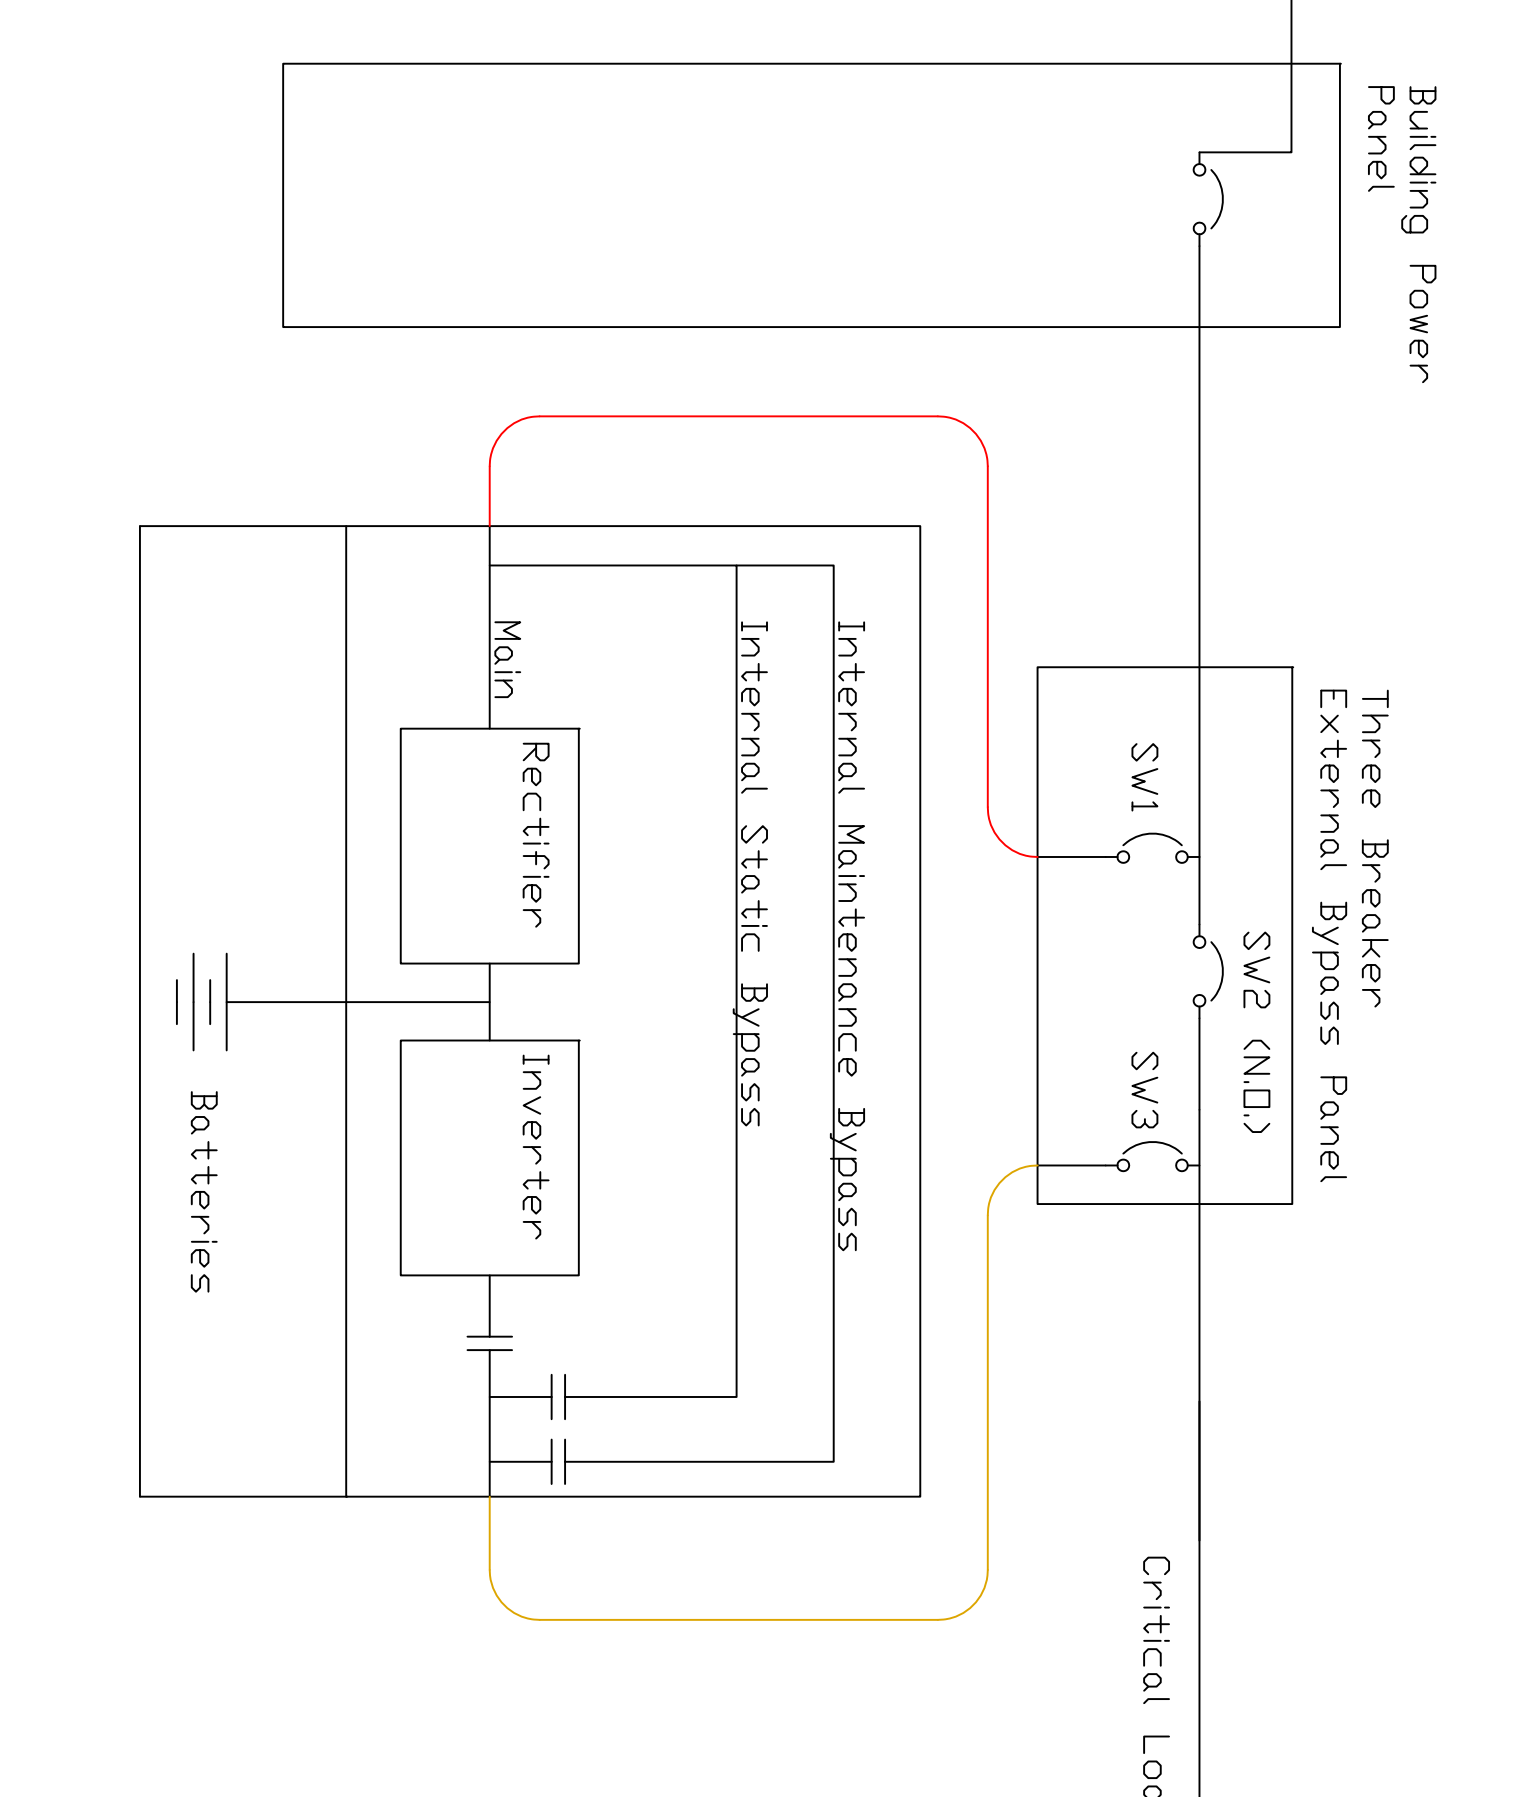 Building Power
Panel
Three Breaker
External Bypass Panel
SW1
SW2 (N.O.)
SW3
Internal Maintenance Bypass
Internal Static Bypass
Main
Rectifier
Inverter
Batteries
Critical